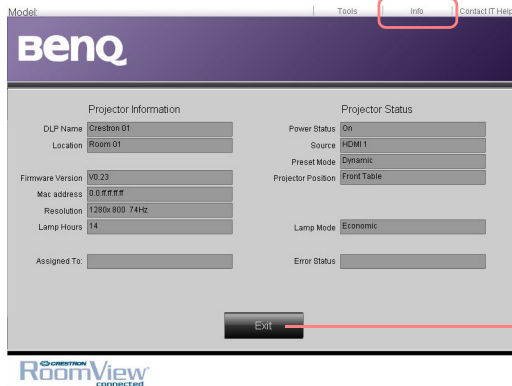 Model: Tools Info Contact IT Help
BenQ
Projector Information Projector Status
DLP Name Crestron 01 Power Status On
Location Room 01 Source HDMI 1
Preset Mode Dynamic
Firmware Version V0.23 Projector Position Front Table
Mac address 0.0.ff.ff.ff.ff
Resolution 1280x 800 74Hz
Lamp Hours 14 Lamp Mode Economic
Assigned To: Error Status
Exit
CRESTRON
RoomView
connected